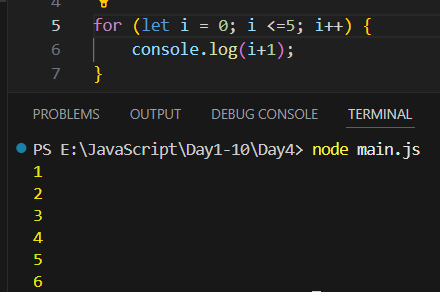 4
5 for (let i = 0; i <=5; i++) {
6 console.log(i+1);
7 }
PROBLEMS OUTPUT DEBUG CONSOLE TERMINAL
PS E:\JavaScript\Day1-10\Day4> node main.js
1
2
3
4
5
6